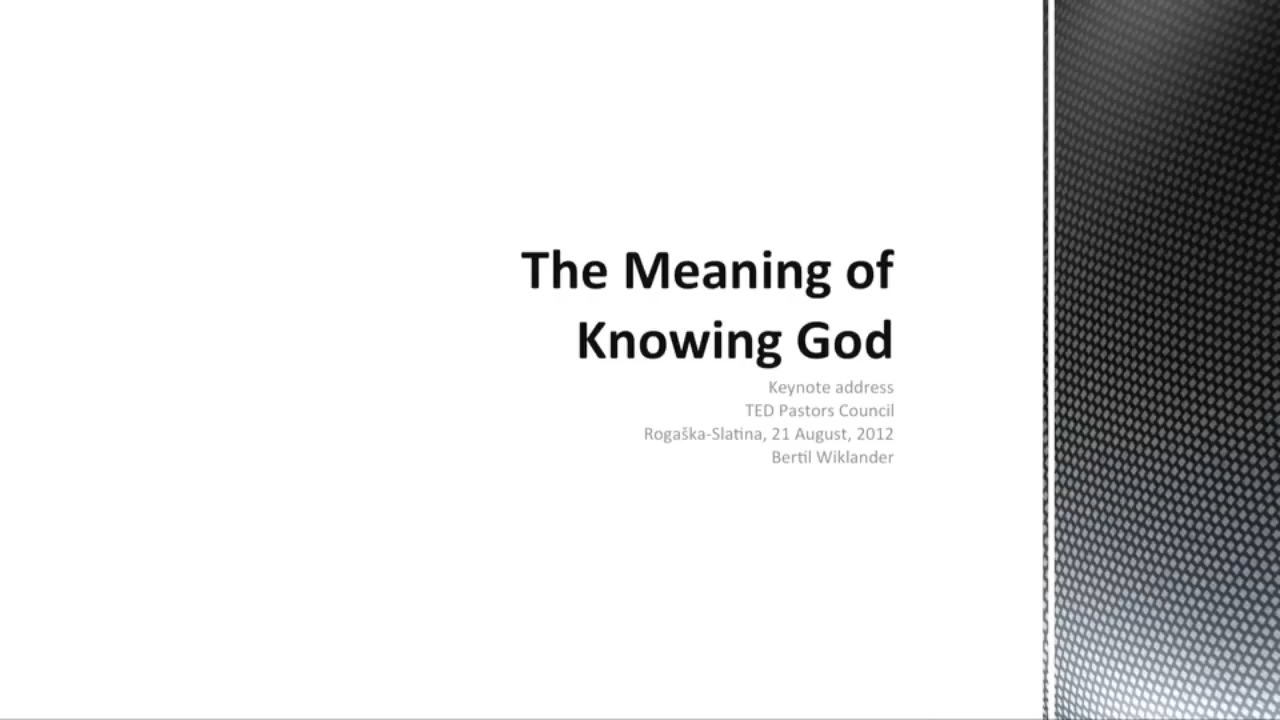 The Meaning of
Knowing God
Keynote address
TED Pastors Council
Rogaška-Slatina, 21 August, 2012
Bertil Wiklander